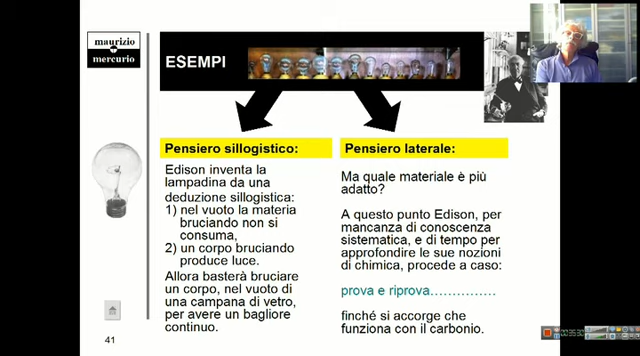 maurizio
mercurio
ESEMPI
Pensiero sillogistico:
Edison inventa la
lampadina da una
deduzione sillogistica:
1) nel vuoto la materia
bruciando non si
consuma,
2) un corpo bruciando
produce luce.
Allora basterà bruciare
un corpo, nel vuoto di
una campana di vetro,
per avere un bagliore
continuo.
Pensiero laterale:
Ma quale materiale è più
adatto?
A questo punto Edison, per
mancanza di conoscenza
sistematica, e di tempo per
approfondire le sue nozioni
di chimica, procede a caso:
prova e riprova……………
finché si accorge che
funziona con il carbonio.
41